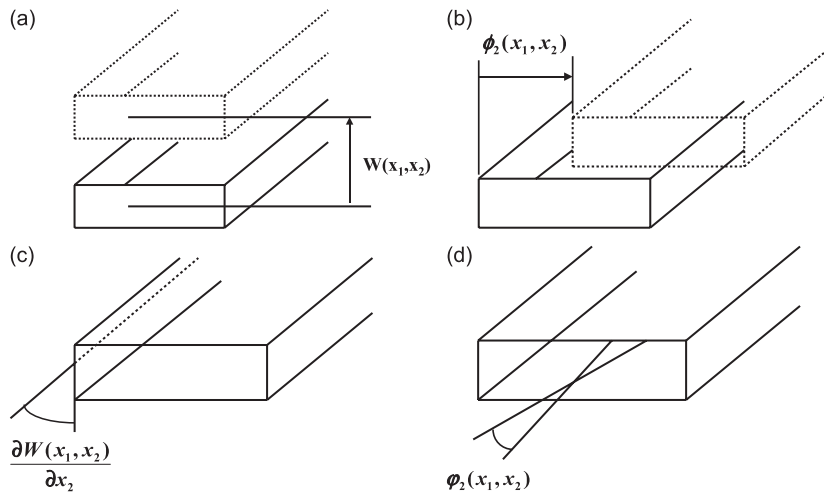 (a)
W(x₁,x₂)
(b)
ϕ₂(x₁, x₂)
(c)
∂W(x₁, x₂)
∂x₂
(d)
φ₂(x₁, x₂)